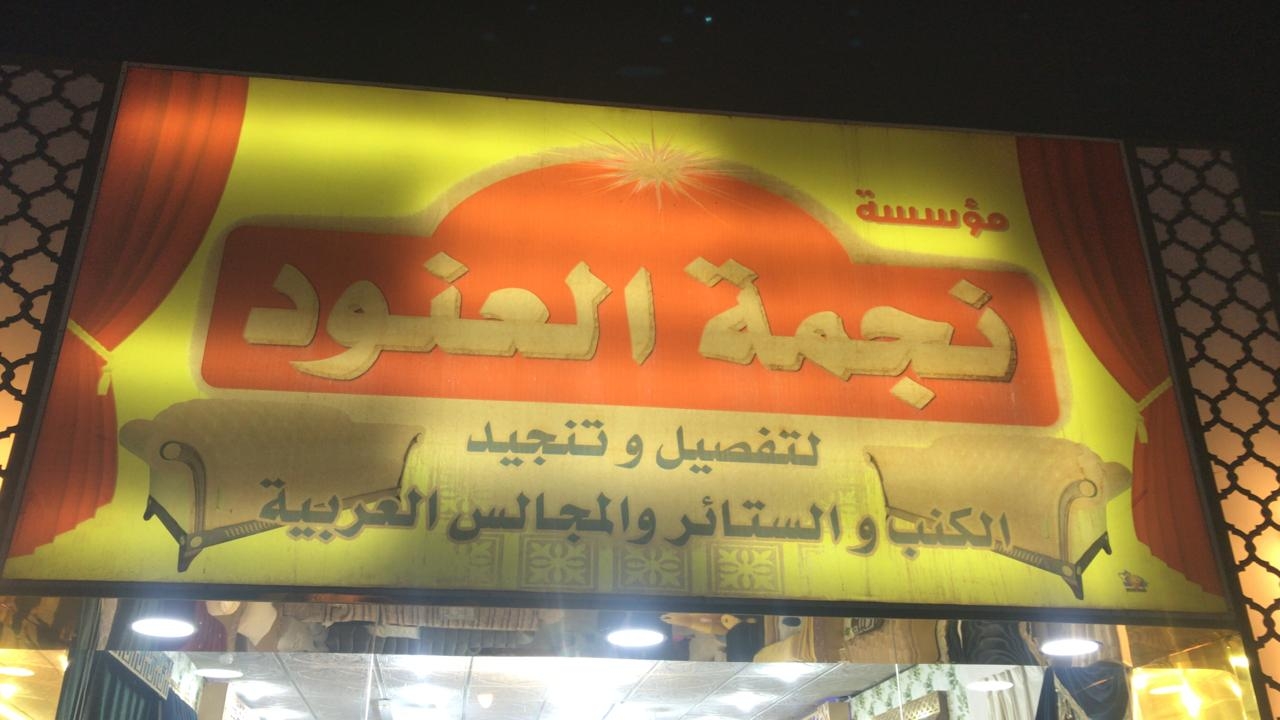 مؤسسة
نجمة العنود
لتفصيل و تنجيد
الكنب و الستائر والمجالس العربية